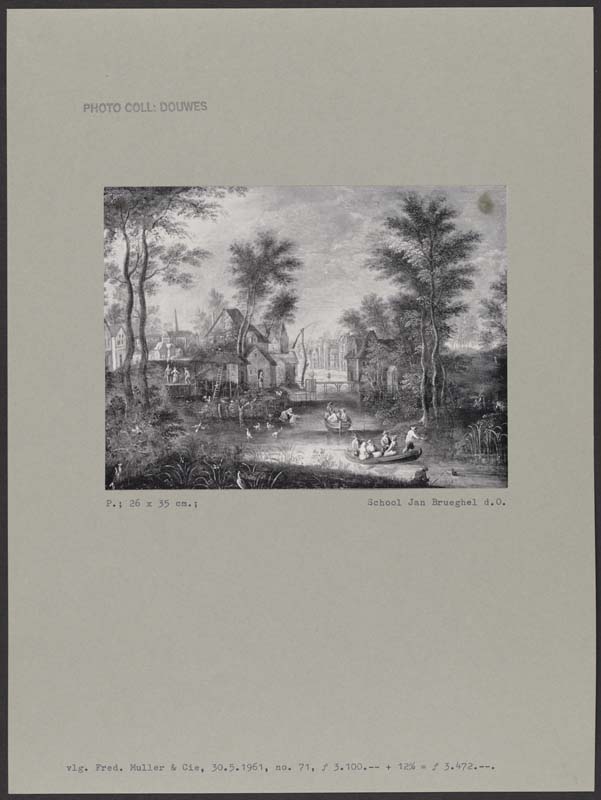 PHOTO COLL: DOUWES
P.; 26 x 35 cm.;
School Jan Brueghel d.O.
vlg. Fred. Muller & Cie, 30.5.1961, no. 71, ƒ 3.100.-- + 12% = ƒ 3.472.--.